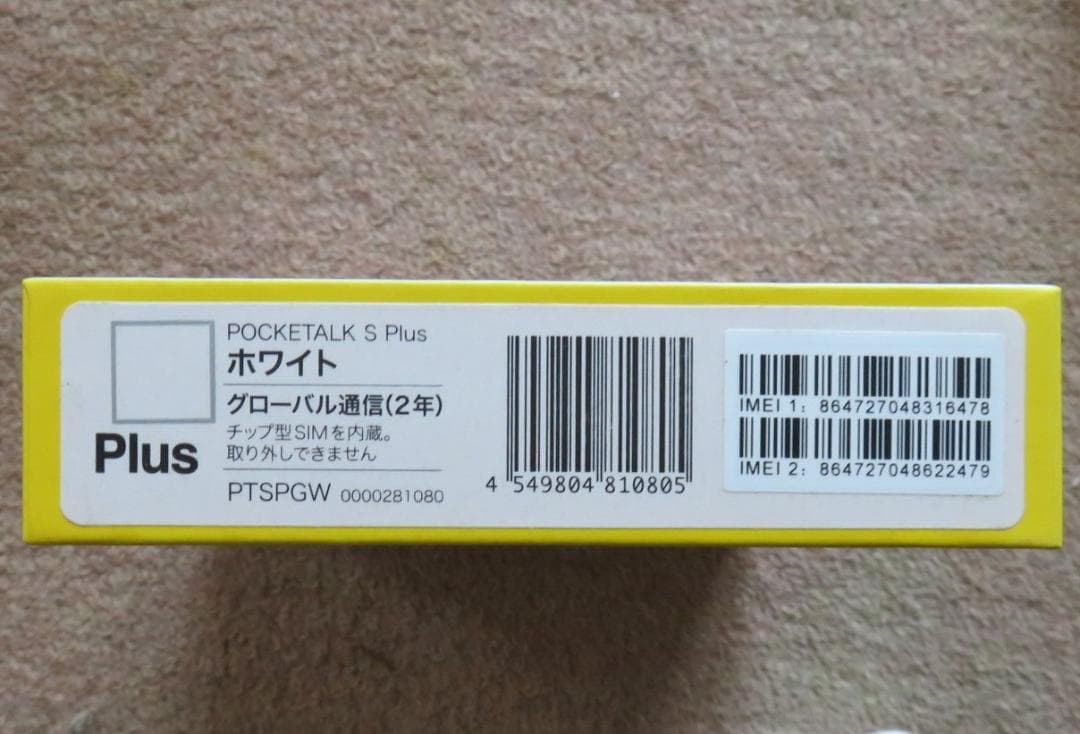 POCKETALK S Plus
ホワイト
グローバル通信(2年)
チップ型SIMを内蔵。
取り外しできません
Plus
PTSPGW 0000281080
4 549804 810805
IMEI 1: 864727048316478
IMEI 2: 864727048622479